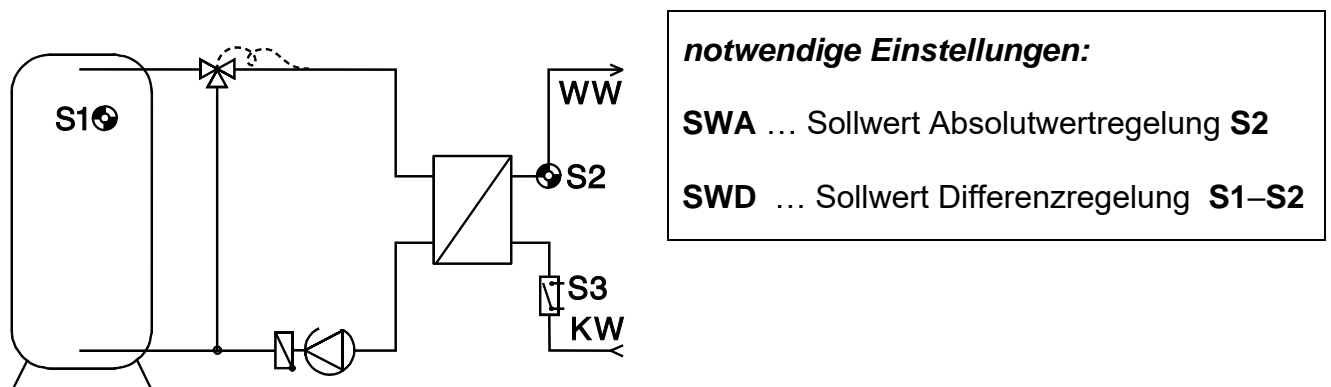 S1
WW
S2
S3
KW
notwendige Einstellungen:
SWA … Sollwert Absolutwertregelung S2
SWD … Sollwert Differenzregelung S1–S2